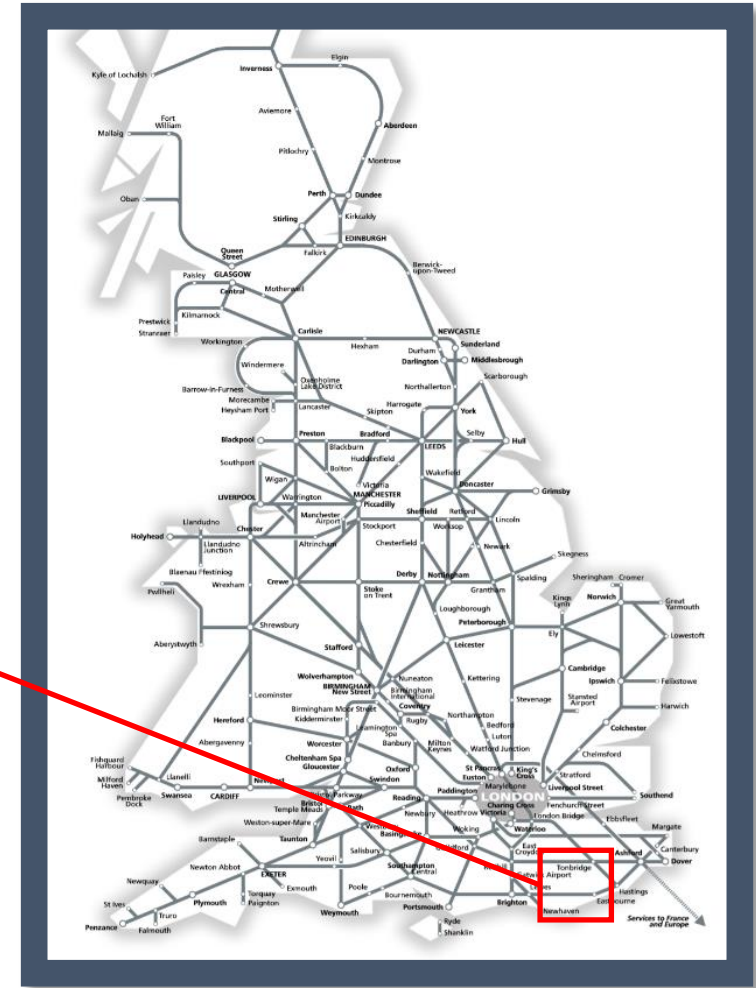 Elgin
Inverness
Kyle of Lochalsh
Aviemore
Fort
William
Mallaig
Aberdeen
Pitlochry
Montrose
Perth
Dundee
Oban
Stirling
Kirkcaldy
EDINBURGH
Queen
Street
Falkirk
Berwick-
upon-Tweed
Paisley
GLASGOW
Central
Motherwell
Prestwick
Kilmarnock
Stranraer
Carlisle
NEWCASTLE
Workington
Hexham
Sunderland
Durham
Darlington
Middlesbrough
Windermere
Scarborough
Oxenholme
Lake District
Barrow-in-Furness
Northallerton
Morecambe
Heysham Port
Lancaster
Harrogate
York
Skipton
Blackpool
Preston
Bradford
Selby
Hull
LEEDS
Blackburn
Huddersfield
Southport
Bolton
Wakefield
Wigan
Victoria
Doncaster
Grimsby
MANCHESTER
LIVERPOOL
Warrington
Piccadilly
Sheffield
Retford
Manchester
Airport
Lincoln
Llandudno
Stockport
Worksop
Holyhead
Chester
Llandudno
Junction
Altrincham
Chesterfield
Newark
Skegness
Blaenau Ffestiniog
Pwllheli
Wrexham
Crewe
Stoke
on Trent
Derby
Nottingham
Grantham
Spalding
Sheringham
Cromer
Kings
Lynn
Norwich
Great
Yarmouth
Loughborough
Shrewsbury
Peterborough
Ely
Lowestoft
Aberystwyth
Stafford
Leicester
Wolverhampton
Nuneaton
Kettering
Cambridge
BIRMINGHAM
New Street
Birmingham
International
Ipswich
Felixstowe
Leominster
Stevenage
Stansted
Airport
Birmingham Moor Street
Coventry
Harwich
Hereford
Kidderminster
Rugby
Northampton
Leamington
Spa
Bedford
Colchester
Abergavenny
Worcester
Banbury
Milton
Keynes
Luton
Watford Junction
Chelmsford
Fishguard
Harbour
Cheltenham Spa
Gloucester
Oxford
St Pancras
Euston
King's
Cross
Stratford
Milford
Haven
Llanelli
Swindon
Marylebone
Liverpool Street
Pembroke
Dock
Swansea
CARDIFF
Newport
Parkway
Paddington
LONDON
Southend
Bristol
Temple Meads
Bath
Reading
Charing Cross
Fenchurch Street
Newbury
Heathrow
Victoria
London Bridge
Ebbsfleet
Weston-super-Mare
Waterloo
Margate
Barnstaple
Taunton
Basingstoke
Woking
East
Croydon
Canterbury
Salisbury
Guildford
Ashford
Dover
Yeovil
Tonbridge
Newton Abbot
EXETER
Southampton
Central
Gatwick Airport
Newquay
Exmouth
Poole
Lewes
Hastings
St Ives
Plymouth
Torquay
Paignton
Bournemouth
Brighton
Eastbourne
Truro
Weymouth
Portsmouth
Newhaven
Penzance
Falmouth
Ryde
Shanklin
Services to France
and Europe